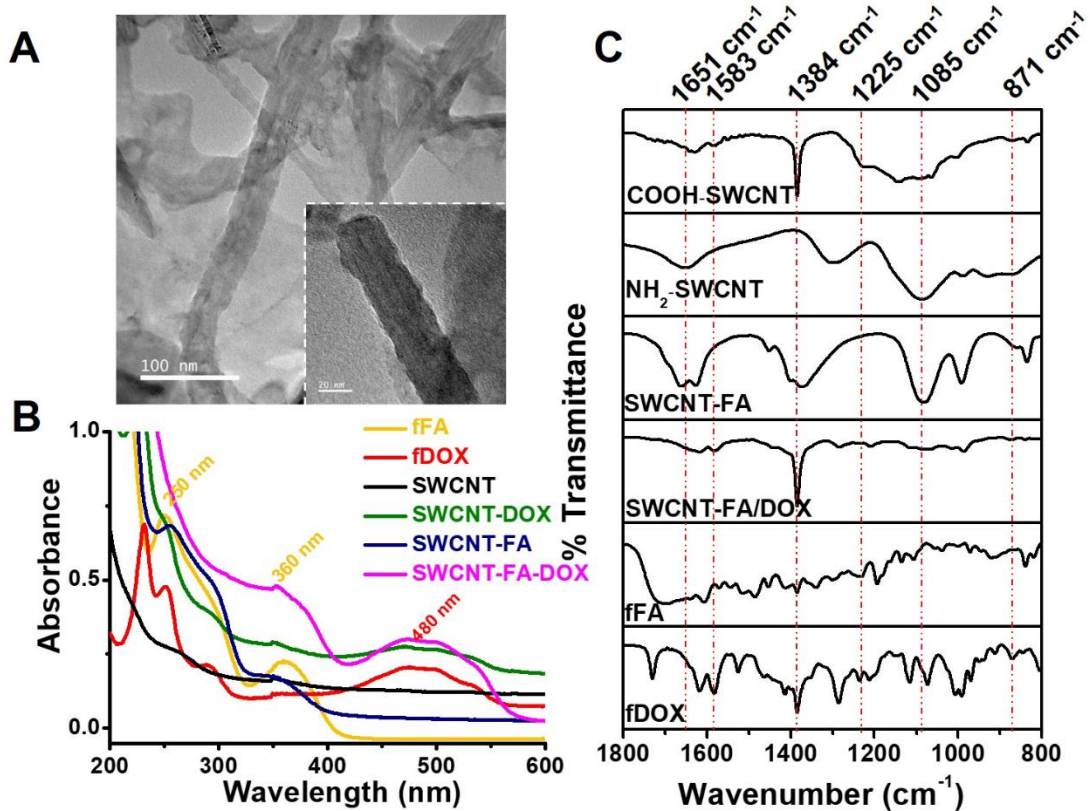 A
100 nm
20 nm
B
fFA
fDOX
SWCNT
SWCNT-DOX
SWCNT-FA
SWCNT-FA-DOX
250 nm
360 nm
480 nm
1.0
0.5
0.0
Absorbance
200 300 400 500 600
Wavelength (nm)
C
1651 cm⁻¹
1583 cm⁻¹
1384 cm⁻¹
1225 cm⁻¹
1085 cm⁻¹
871 cm⁻¹
COOH-SWCNT
NH₂-SWCNT
SWCNT-FA
SWCNT-FA/DOX
fFA
fDOX
% Transmittance
1800 1600 1400 1200 1000 800
Wavenumber (cm⁻¹)